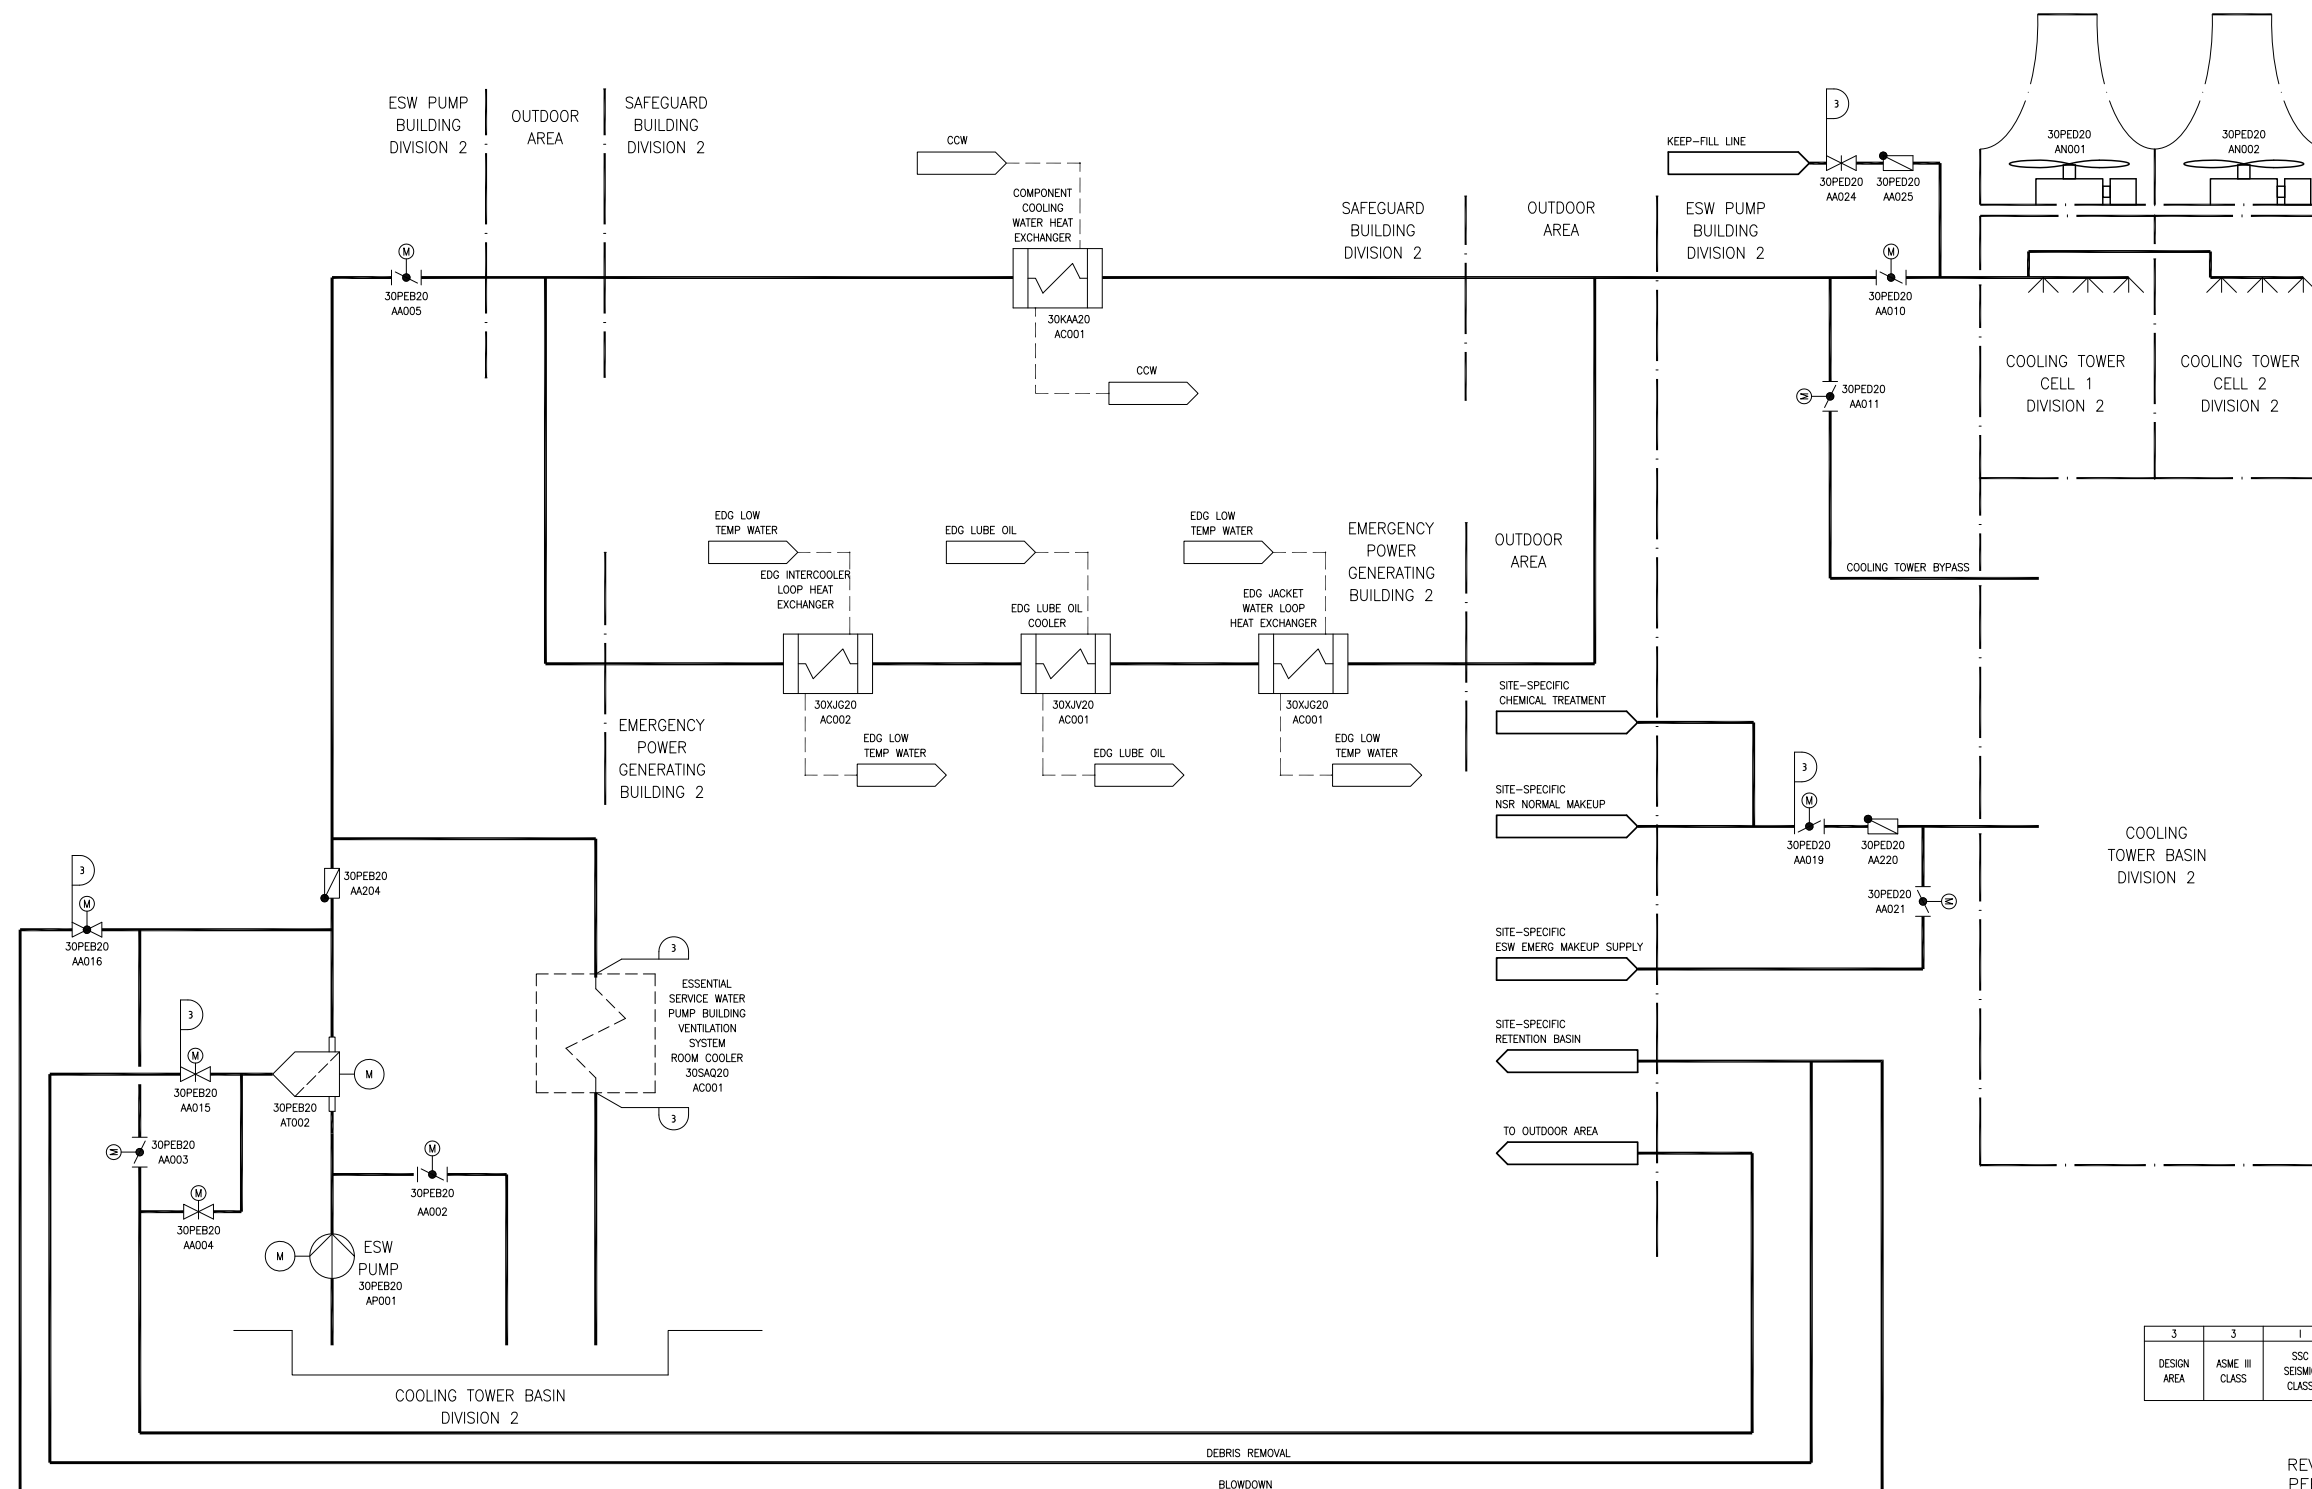 ESW PUMP
BUILDING
DIVISION 2
OUTDOOR
AREA
SAFEGUARD
BUILDING
DIVISION 2
CCW
COMPONENT
COOLING
WATER HEAT
EXCHANGER
30KAA20
AC001
CCW
SAFEGUARD
BUILDING
DIVISION 2
OUTDOOR
AREA
ESW PUMP
BUILDING
DIVISION 2
KEEP-FILL LINE
3
30PED20
AA024
30PED20
AA025
30PED20
AN001
30PED20
AN002
M
30PEB20
AA005
M
30PED20
AA010
M
30PED20
AA011
COOLING TOWER
CELL 1
DIVISION 2
COOLING TOWER
CELL 2
DIVISION 2
COOLING TOWER BYPASS
EDG LOW
TEMP WATER
EDG INTERCOOLER
LOOP HEAT
EXCHANGER
30XJG20
AC002
EDG LOW
TEMP WATER
EDG LUBE OIL
EDG LUBE OIL
COOLER
30XJV20
AC001
EDG LUBE OIL
EDG LOW
TEMP WATER
EDG JACKET
WATER LOOP
HEAT EXCHANGER
30XJG20
AC001
EDG LOW
TEMP WATER
EMERGENCY
POWER
GENERATING
BUILDING 2
OUTDOOR
AREA
EMERGENCY
POWER
GENERATING
BUILDING 2
SITE-SPECIFIC
CHEMICAL TREATMENT
SITE-SPECIFIC
NSR NORMAL MAKEUP
3
M
30PED20
AA019
30PED20
AA220
30PED20
AA021
M
SITE-SPECIFIC
ESW EMERG MAKEUP SUPPLY
SITE-SPECIFIC
RETENTION BASIN
TO OUTDOOR AREA
COOLING
TOWER BASIN
DIVISION 2
3
M
30PEB20
AA016
30PEB20
AA204
3
M
30PEB20
AA015
30PEB20
AT002
M
M
30PEB20
AA003
M
30PEB20
AA004
M
30PEB20
AA002
M
ESW
PUMP
30PEB20
AP001
3
ESSENTIAL
SERVICE WATER
PUMP BUILDING
VENTILATION
SYSTEM
ROOM COOLER
30SAQ20
AC001
3
COOLING TOWER BASIN
DIVISION 2
DEBRIS REMOVAL
BLOWDOWN
3 3 I
DESIGN
AREA
ASME III
CLASS
SSC
SEISMI
CLASS
REV